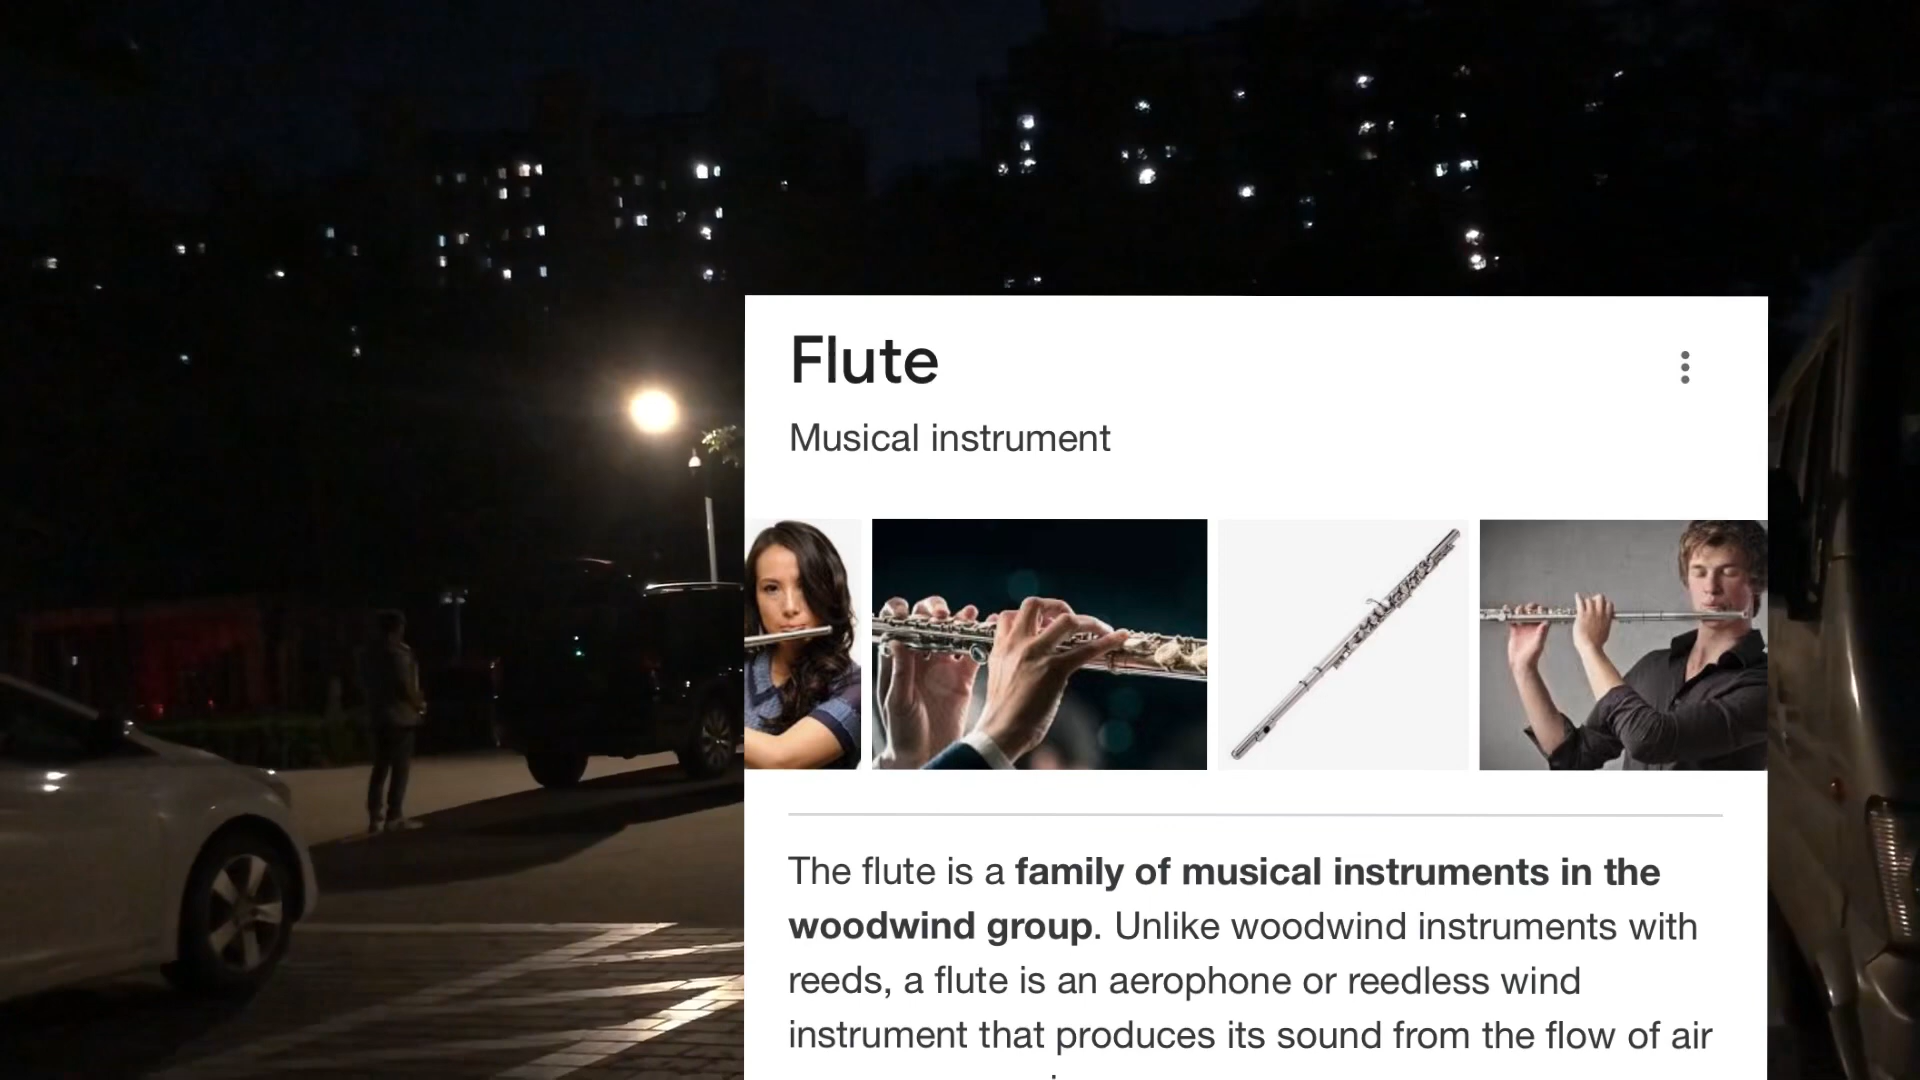 Flute
Musical instrument
The flute is a family of musical instruments in the
woodwind group. Unlike woodwind instruments with
reeds, a flute is an aerophone or reedless wind
instrument that produces its sound from the flow of air